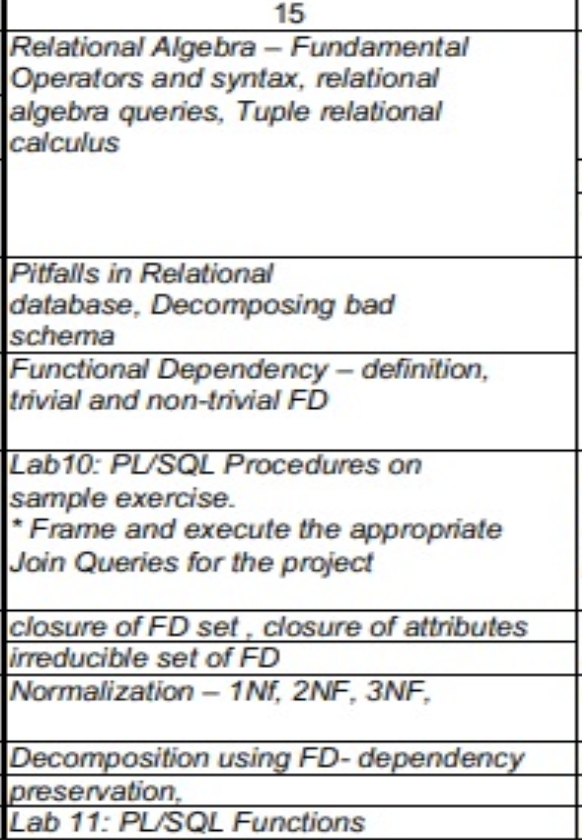 15
Relational Algebra – Fundamental
Operators and syntax, relational
algebra queries, Tuple relational
calculus
Pitfalls in Relational
database, Decomposing bad
schema
Functional Dependency – definition,
trivial and non-trivial FD
Lab10: PL/SQL Procedures on
sample exercise.
* Frame and execute the appropriate
Join Queries for the project
closure of FD set , closure of attributes
irreducible set of FD
Normalization – 1Nf, 2NF, 3NF,
Decomposition using FD- dependency
preservation,
Lab 11: PL/SQL Functions